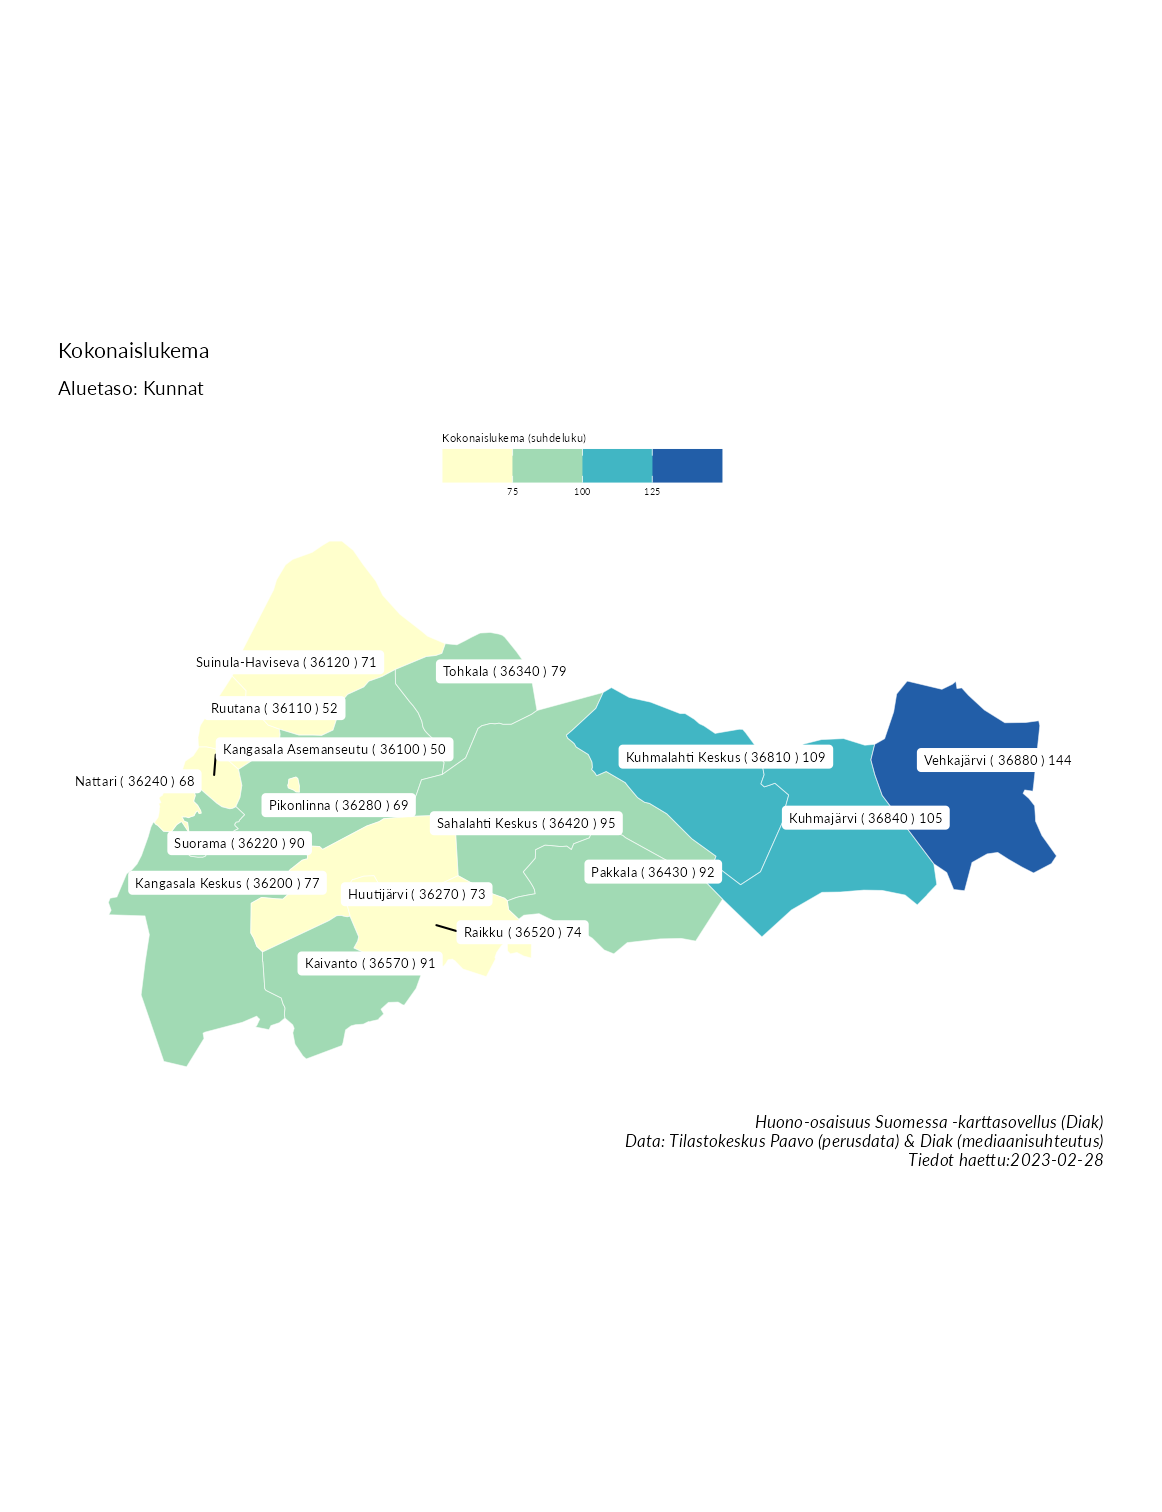 Kokonaislukema
Aluetaso: Kunnat
Kokonaislukema (suhdeluku)
75 100 125
Suinula-Haviseva ( 36120 ) 71
Tohkala ( 36340 ) 79
Ruutana ( 36110 ) 52
Kangasala Asemanseutu ( 36100 ) 50
Kuhmalahti Keskus ( 36810 ) 109
Vehkajärvi ( 36880 ) 144
Nattari ( 36240 ) 68
Pikonlinna ( 36280 ) 69
Kuhmajärvi ( 36840 ) 105
Sahalahti Keskus ( 36420 ) 95
Suorama ( 36220 ) 90
Pakkala ( 36430 ) 92
Kangasala Keskus ( 36200 ) 77
Huutijärvi ( 36270 ) 73
Raikku ( 36520 ) 74
Kaivanto ( 36570 ) 91
Huono-osaisuus Suomessa -karttasovellus (Diak)
Data: Tilastokeskus Paavo (perusdata) & Diak (mediaanisuhteutus)
Tiedot haettu:2023-02-28